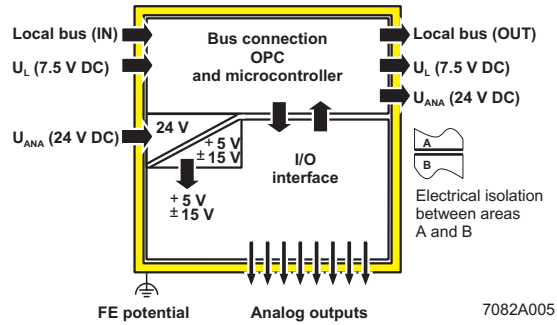 Local bus (IN)
Local bus (OUT)
Bus connection
OPC
and microcontroller
UL (7.5 V DC)
UL (7.5 V DC)
UANA (24 V DC)
UANA (24 V DC)
24 V
+ 5 V
± 15 V
I/O
interface
+ 5 V
± 15 V
A
B
Electrical isolation
between areas
A and B
FE potential
Analog outputs
7082A005